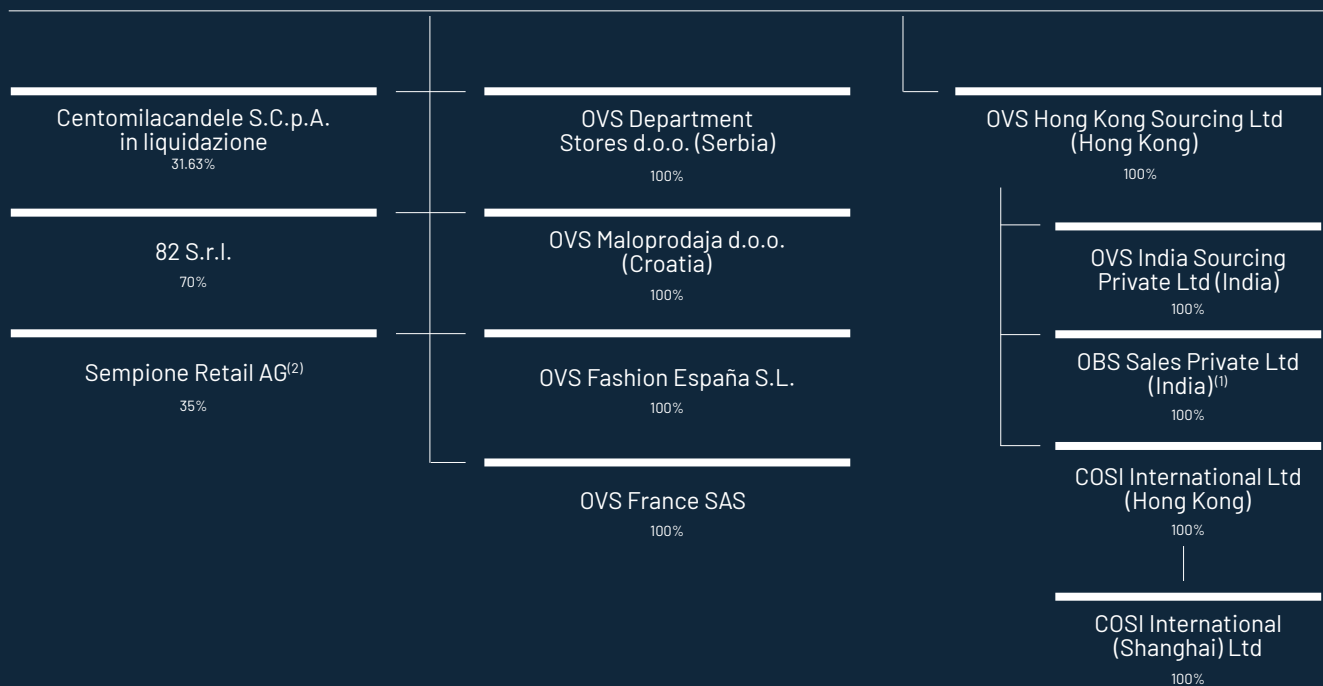 Centomilacandele S.C.p.A.
in liquidazione
31.63%
82 S.r.l.
70%
Sempione Retail AG(2)
35%
OVS Department
Stores d.o.o. (Serbia)
100%
OVS Maloprodaja d.o.o.
(Croatia)
100%
OVS Fashion España S.L.
100%
OVS France SAS
100%
OVS Hong Kong Sourcing Ltd
(Hong Kong)
100%
OVS India Sourcing
Private Ltd (India)
100%
OBS Sales Private Ltd
(India)(1)
100%
COSI International Ltd
(Hong Kong)
100%
COSI International
(Shanghai) Ltd
100%